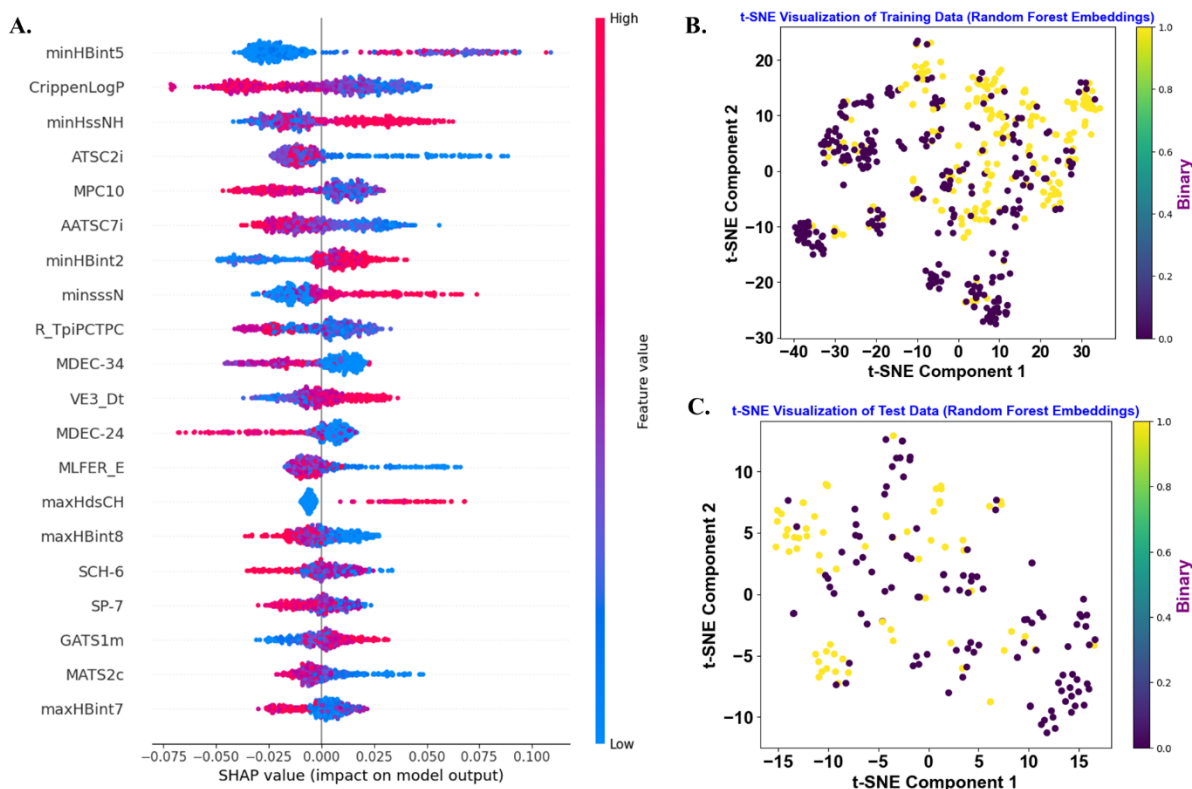 A.
minHBint5
CrippenLogP
minHssNH
ATSC2i
MPC10
AATSC7i
minHBint2
minsssN
R_TpiPCTPC
MDEC-34
VE3_Dt
MDEC-24
MLFER_E
maxHdsCH
maxHBint8
SCH-6
SP-7
GATS1m
MATS2c
maxHBint7
−0.075 −0.050 −0.025 0.000 0.025 0.050 0.075 0.100
SHAP value (impact on model output)
High
Feature value
Low
B.
t-SNE Visualization of Training Data (Random Forest Embeddings)
t-SNE Component 2
20
10
0
−10
−20
−30
−40 −30 −20 −10 0 10 20 30
t-SNE Component 1
1.0
0.8
0.6
0.4
0.2
0.0
Binary
C.
t-SNE Visualization of Test Data (Random Forest Embeddings)
t-SNE Component 2
10
5
0
−5
−10
−15 −10 −5 0 5 10 15
t-SNE Component 1
1.0
0.8
0.6
0.4
0.2
0.0
Binary